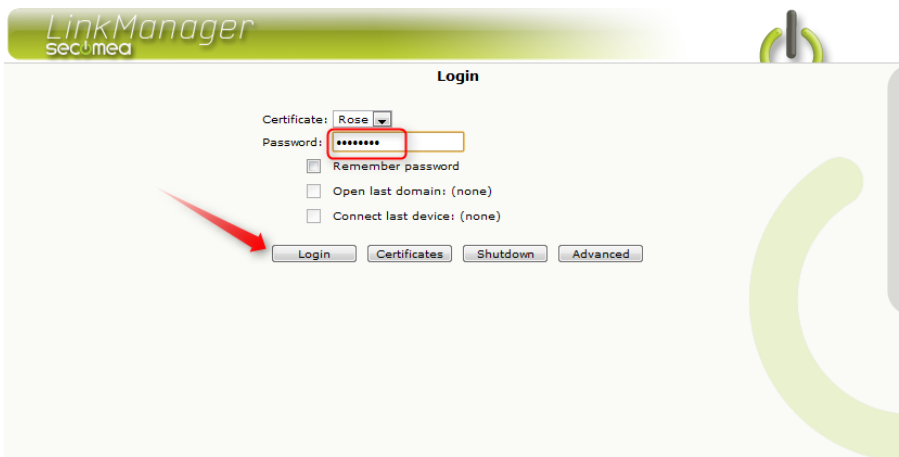 LinkManager
secomea
Login
Certificate: Rose
Password: ••••••••
Remember password
Open last domain: (none)
Connect last device: (none)
Login Certificates Shutdown Advanced